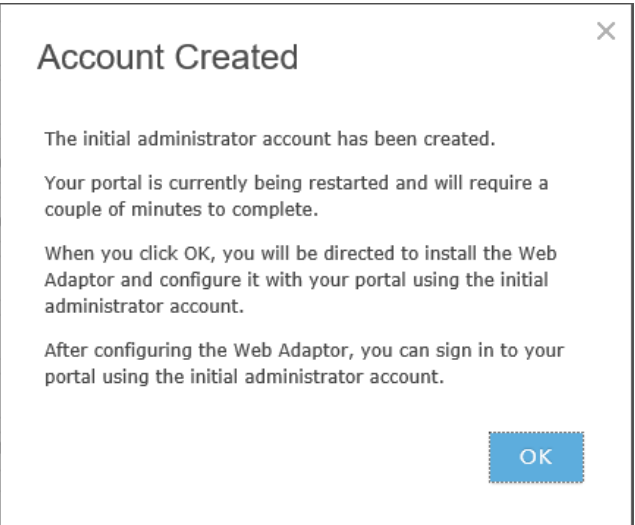 Account Created
The initial administrator account has been created.
Your portal is currently being restarted and will require a
couple of minutes to complete.
When you click OK, you will be directed to install the Web
Adaptor and configure it with your portal using the initial
administrator account.
After configuring the Web Adaptor, you can sign in to your
portal using the initial administrator account.
OK